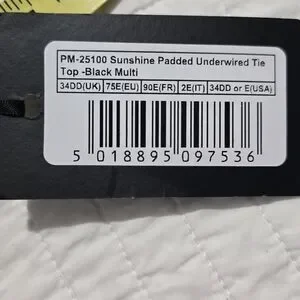 PM-25100 Sunshine Padded Underwired Tie
Top -Black Multi
34DD(UK) 75E(EU) 90E(FR) 2E(IT) 34DD or E(USA)
5 018895 097536